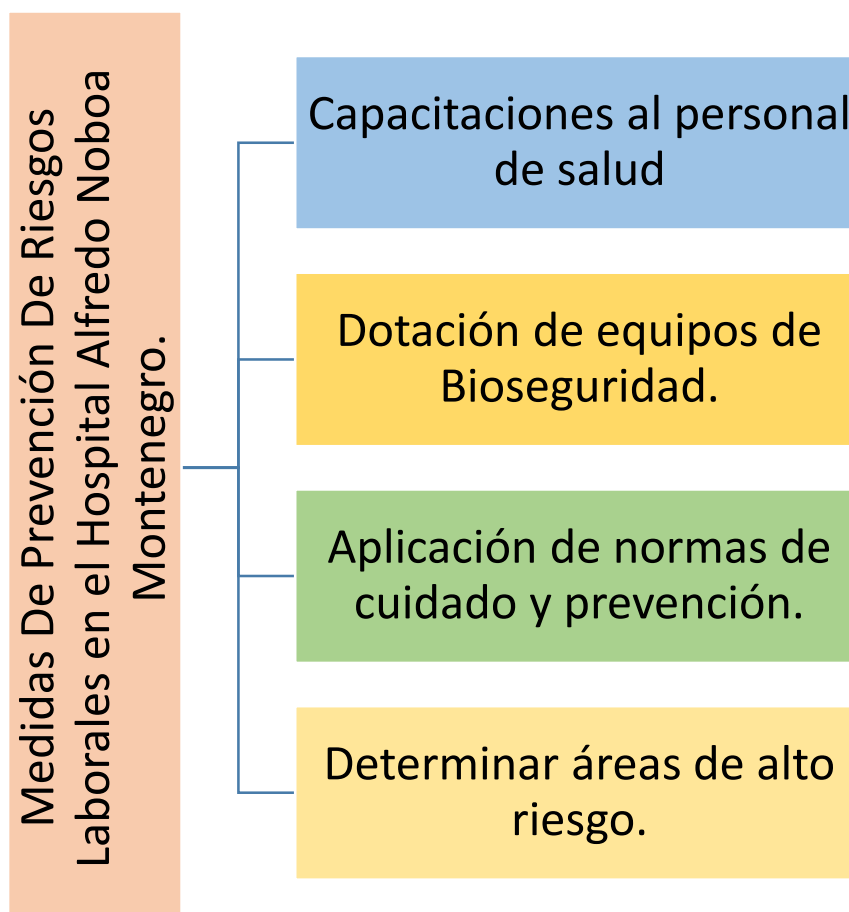 Medidas De Prevención De Riesgos
Laborales en el Hospital Alfredo Noboa
Montenegro.
Capacitaciones al personal
de salud
Dotación de equipos de
Bioseguridad.
Aplicación de normas de
cuidado y prevención.
Determinar áreas de alto
riesgo.